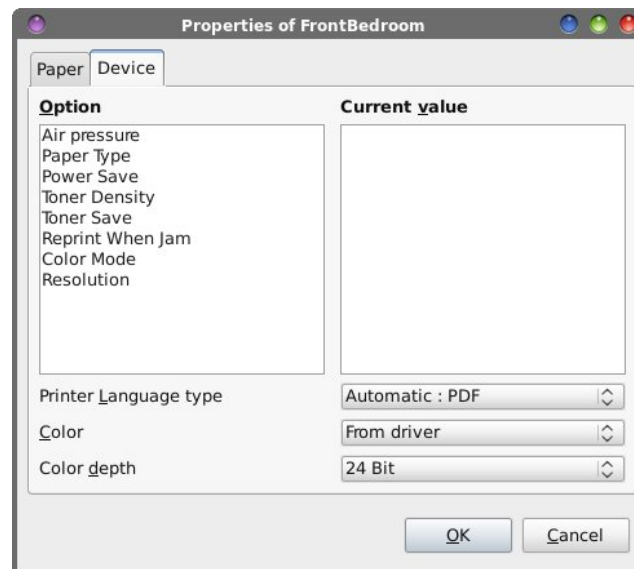 Properties of FrontBedroom
Paper Device
Option Current value
Air pressure
Paper Type
Power Save
Toner Density
Toner Save
Reprint When Jam
Color Mode
Resolution
Printer Language type Automatic : PDF
Color From driver
Color depth 24 Bit
OK Cancel